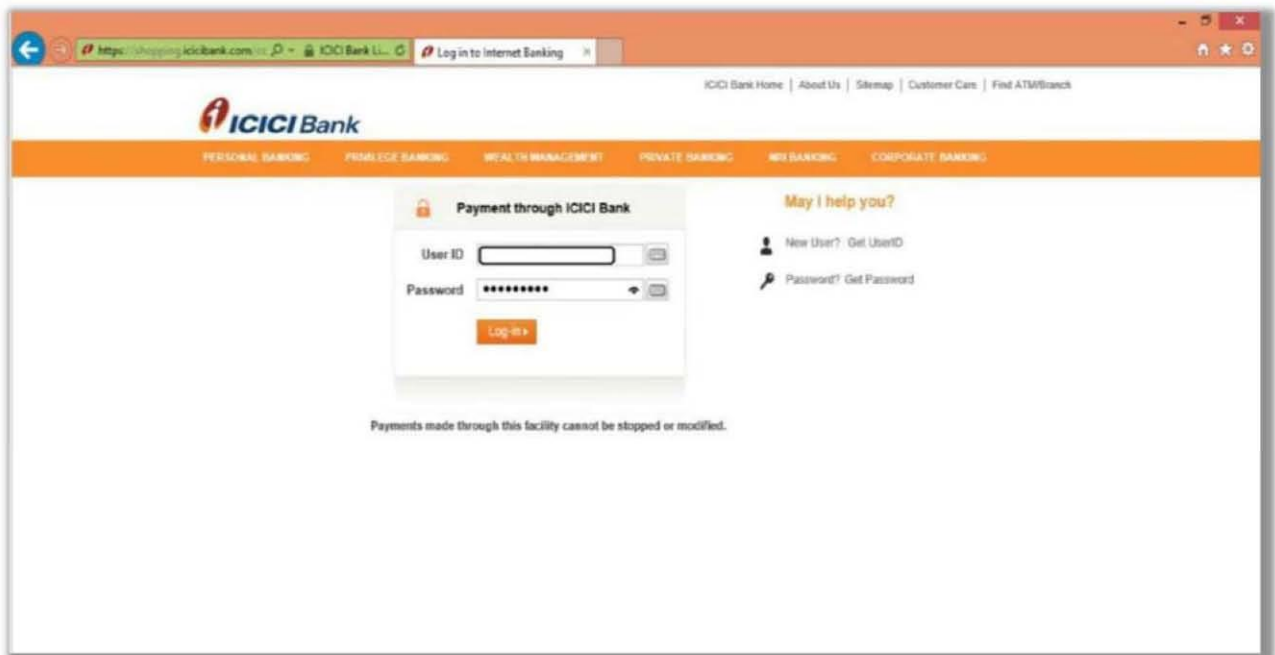 https://shopping.icicibank.com
ICICI Bank Li...
Log in to Internet Banking
ICICI Bank Home | About Us | Sitemap | Customer Care | Find ATM/Branch
ICICI Bank
PERSONAL BANKING PRIVILEGE BANKING WEALTH MANAGEMENT PRIVATE BANKING NRI BANKING CORPORATE BANKING
Payment through ICICI Bank
May I help you?
User ID
New User? Get UserID
Password
Password? Get Password
Log-in
Payments made through this facility cannot be stopped or modified.